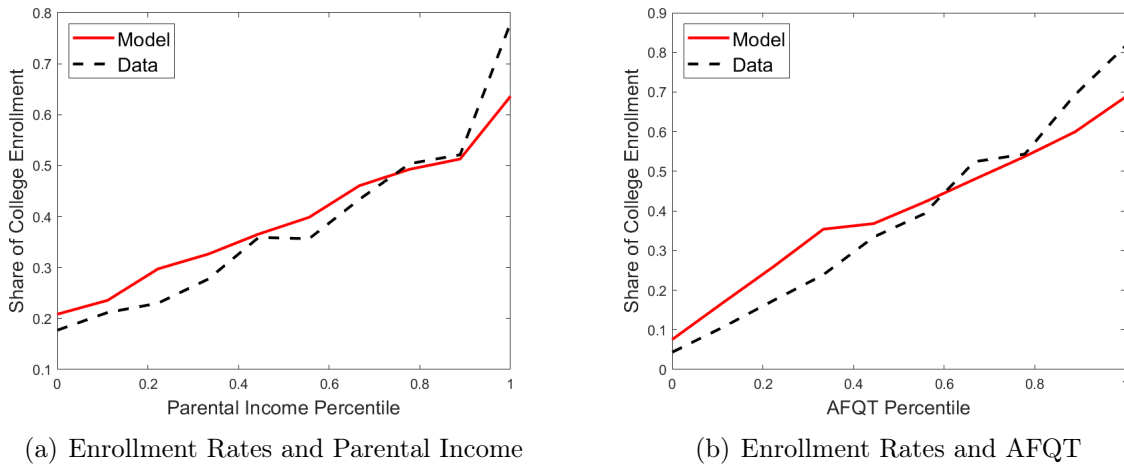 0.8
0.7
0.6
0.5
0.4
0.3
0.2
0.1
Share of College Enrollment
Model
Data
0 0.2 0.4 0.6 0.8 1
Parental Income Percentile
(a) Enrollment Rates and Parental Income
0.9
0.8
0.7
0.6
0.5
0.4
0.3
0.2
0.1
0
Share of College Enrollment
Model
Data
0 0.2 0.4 0.6 0.8 1
AFQT Percentile
(b) Enrollment Rates and AFQT